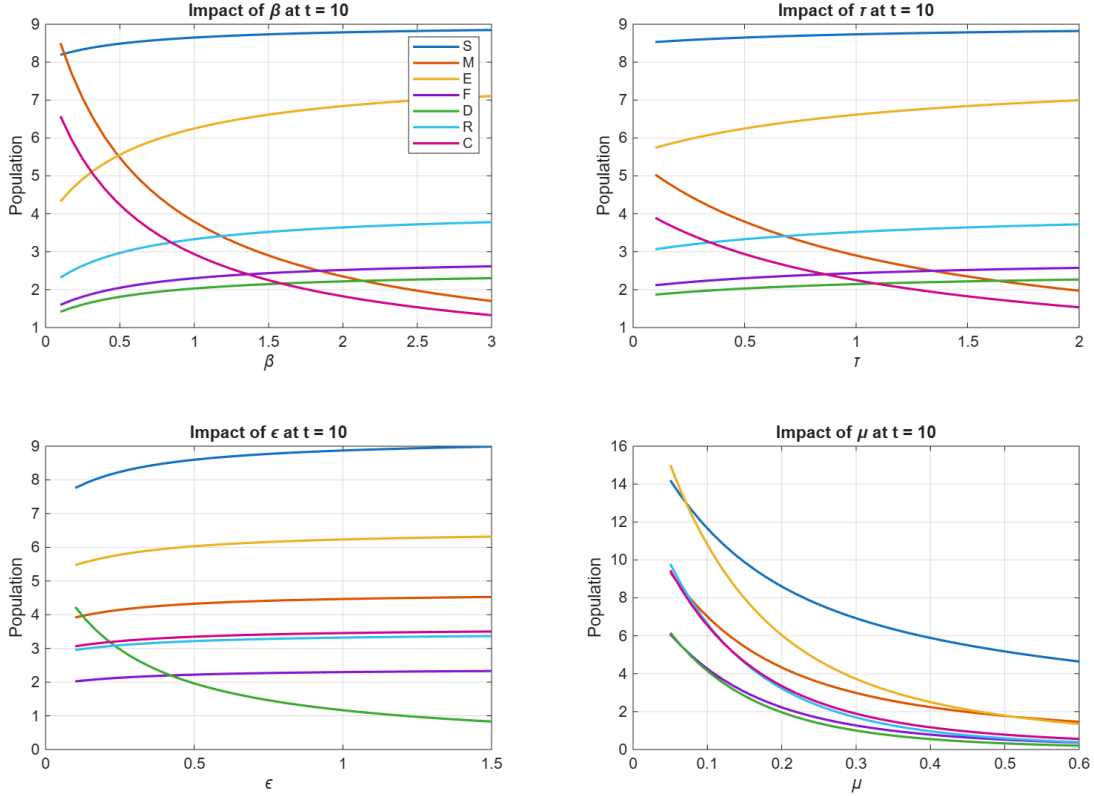 Impact of β at t = 10
Population
9
8
7
6
5
4
3
2
1
0 0.5 1 1.5 2 2.5 3
β
S
M
E
F
D
R
C
Impact of τ at t = 10
Population
9
8
7
6
5
4
3
2
1
0 0.5 1 1.5 2
τ
Impact of ϵ at t = 10
Population
9
8
7
6
5
4
3
2
1
0
0 0.5 1 1.5
ϵ
Impact of μ at t = 10
Population
16
14
12
10
8
6
4
2
0
0 0.1 0.2 0.3 0.4 0.5 0.6
μ